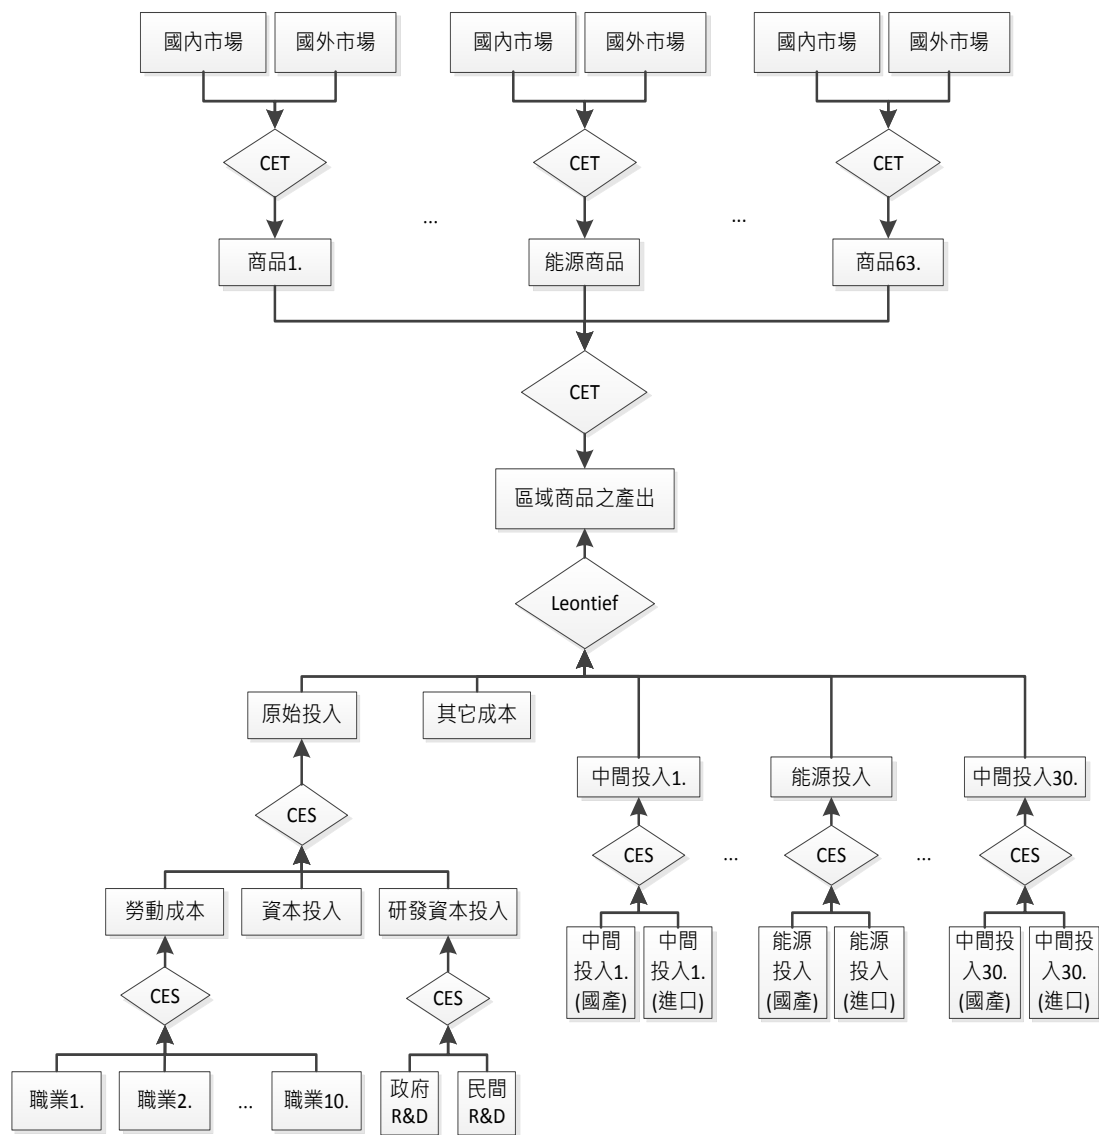 國內市場
國外市場
國內市場
國外市場
國內市場
國外市場
CET
CET
CET
...
...
商品1.
能源商品
商品63.
CET
區域商品之產出
Leontief
原始投入
其它成本
中間投入1.
能源投入
中間投入30.
CES
CES
...
CES
...
CES
勞動成本
資本投入
研發資本投入
中間
投入1.
(國產)
中間
投入1.
(進口)
能源
投入
(國產)
能源
投入
(進口)
中間投
入30.
(國產)
中間投
入30.
(進口)
CES
CES
職業1.
職業2.
...
職業10.
政府
R&D
民間
R&D